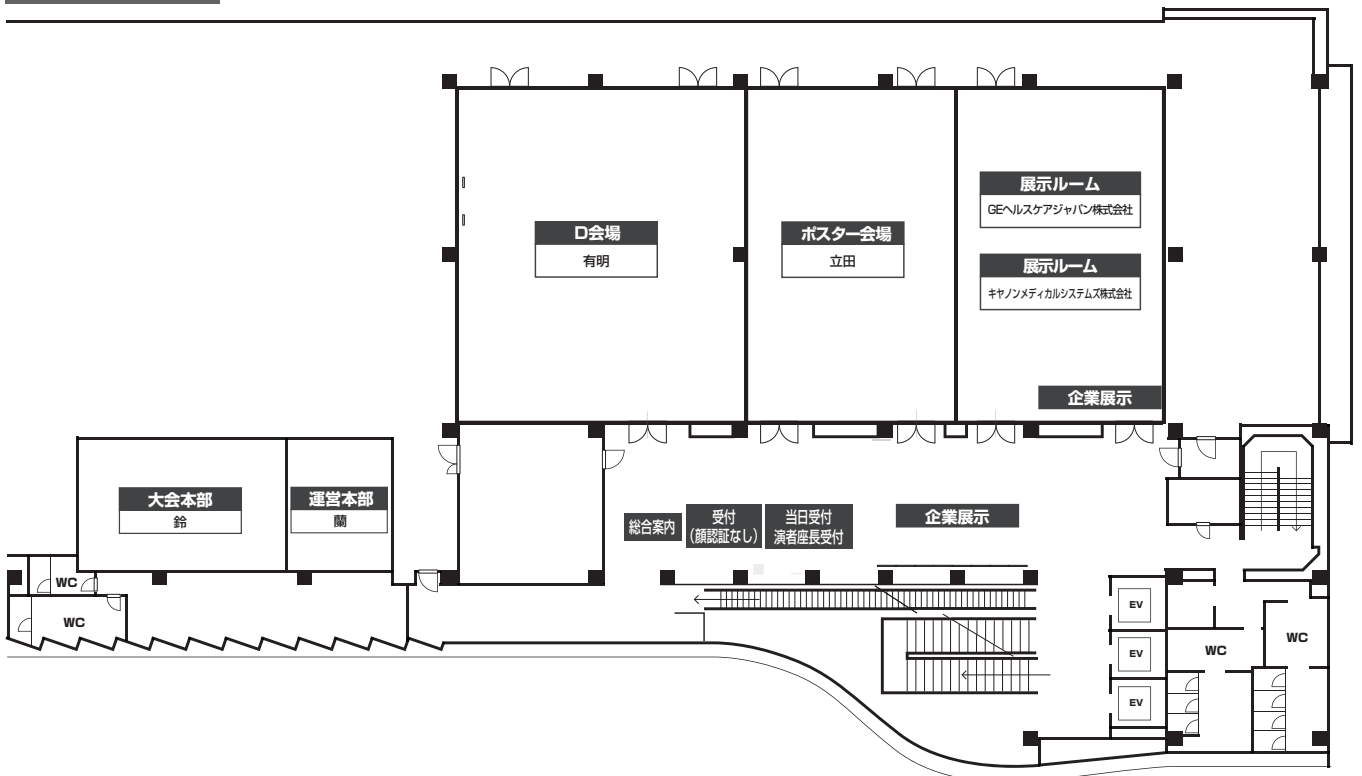 展示ルーム
GEヘルスケアジャパン株式会社
D会場
有明
ポスター会場
立田
展示ルーム
キヤノンメディカルシステムズ株式会社
企業展示
大会本部
鈴
運営本部
蘭
総合案内
受付
(顔認証なし)
当日受付
演者座長受付
企業展示
WC
WC
EV
EV
EV
WC
WC